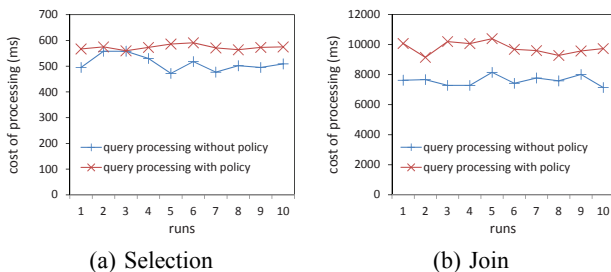 cost of processing (ms)
700
600
500
400
300
200
100
0
query processing without policy
query processing with policy
1 2 3 4 5 6 7 8 9 10
runs
(a) Selection
cost of processing (ms)
12000
10000
8000
6000
4000
2000
0
query processing without policy
query processing with policy
1 2 3 4 5 6 7 8 9 10
runs
(b) Join